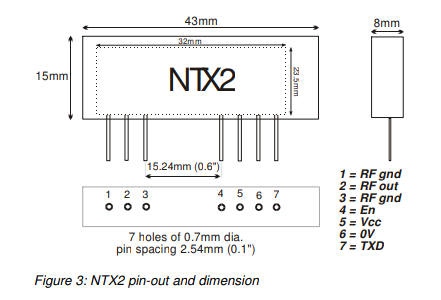 43mm
8mm
32mm
15mm
NTX2
23.5mm
15.24mm (0.6")
1 2 3 4 5 6 7
1 = RF gnd
2 = RF out
3 = RF gnd
4 = En
5 = Vcc
6 = 0V
7 = TXD
7 holes of 0.7mm dia.
pin spacing 2.54mm (0.1")
Figure 3: NTX2 pin-out and dimension